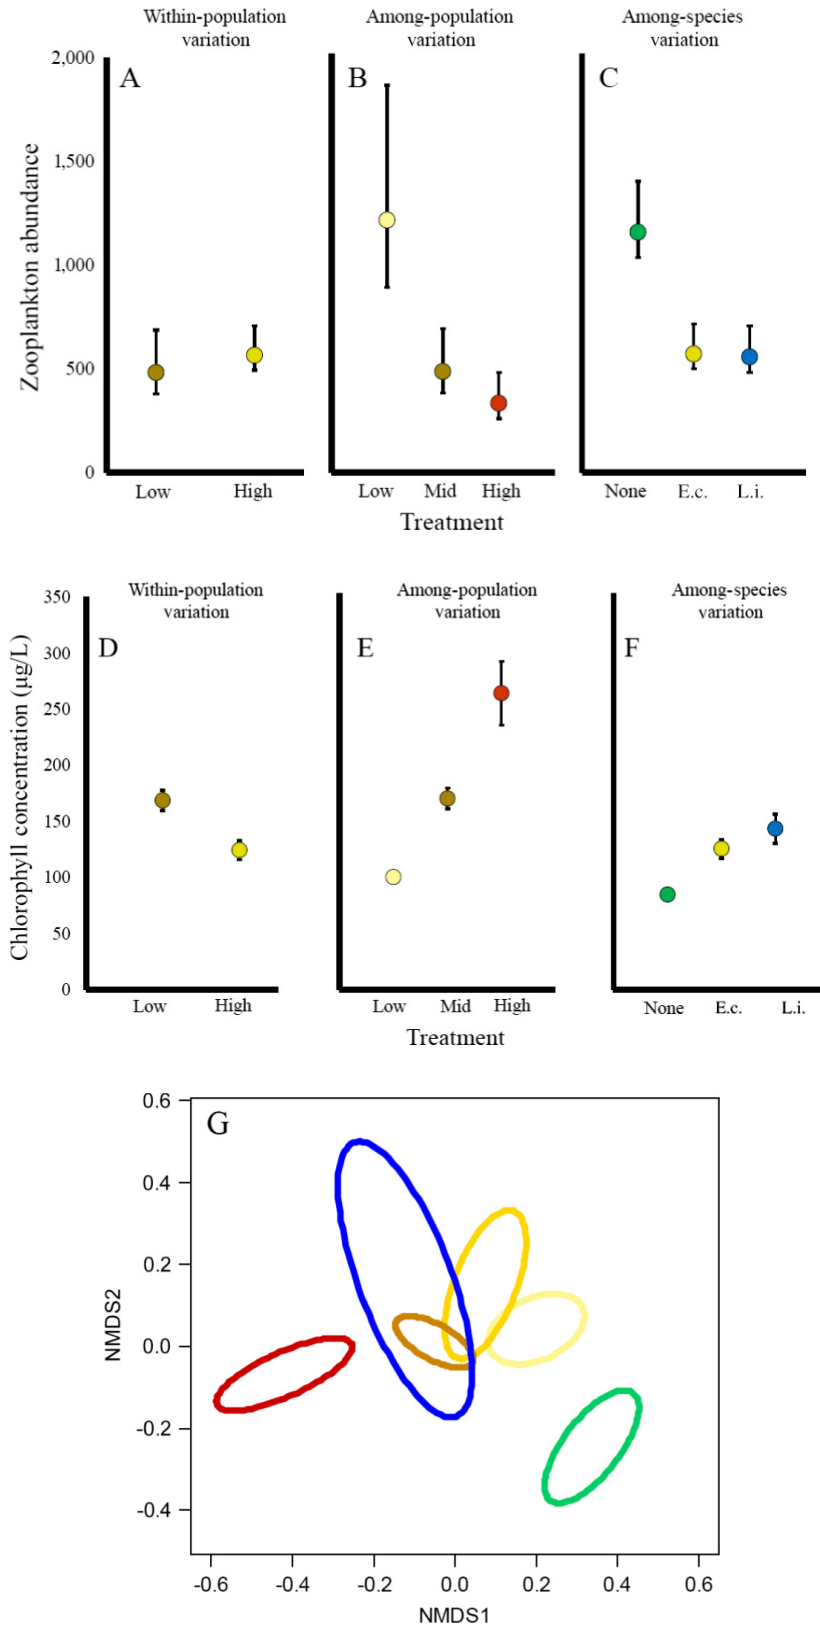 Within-population
variation
Among-population
variation
Among-species
variation
A
B
C
2,000
1,500
1,000
500
0
Zooplankton abundance
Low
High
Low
Mid
High
None
E.c.
L.i.
Treatment
Within-population
variation
Among-population
variation
Among-species
variation
D
E
F
350
300
250
200
150
100
50
0
Chlorophyll concentration (µg/L)
Low
High
Low
Mid
High
None
E.c.
L.i.
Treatment
G
0.6
0.4
0.2
0.0
-0.2
-0.4
NMDS2
-0.6
-0.4
-0.2
0.0
0.2
0.4
0.6
NMDS1